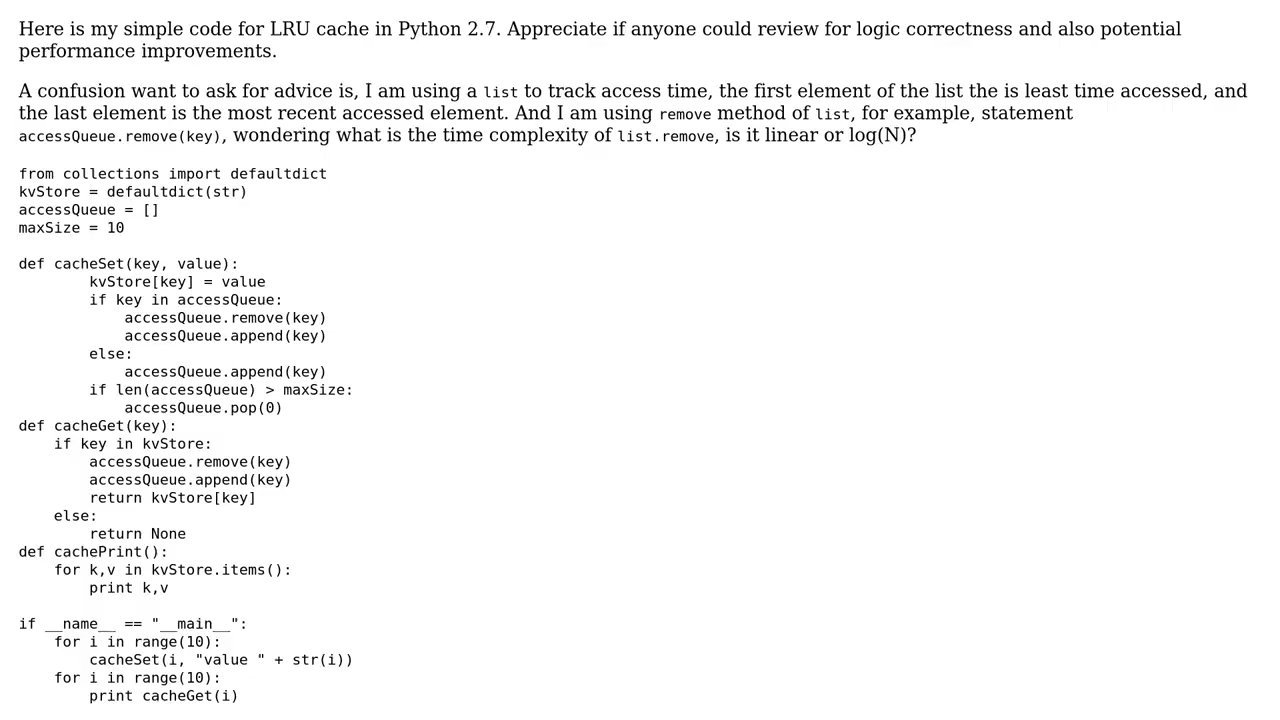 Here is my simple code for LRU cache in Python 2.7. Appreciate if anyone could review for logic correctness and also potential
performance improvements.
A confusion want to ask for advice is, I am using a list to track access time, the first element of the list the is least time accessed, and
the last element is the most recent accessed element. And I am using remove method of list, for example, statement
accessQueue.remove(key), wondering what is the time complexity of list.remove, is it linear or log(N)?
from collections import defaultdict
kvStore = defaultdict(str)
accessQueue = []
maxSize = 10
def cacheSet(key, value):
        kvStore[key] = value
        if key in accessQueue:
            accessQueue.remove(key)
            accessQueue.append(key)
        else:
            accessQueue.append(key)
        if len(accessQueue) > maxSize:
            accessQueue.pop(0)
def cacheGet(key):
    if key in kvStore:
        accessQueue.remove(key)
        accessQueue.append(key)
        return kvStore[key]
    else:
        return None
def cachePrint():
    for k,v in kvStore.items():
        print k,v
if __name__ == "__main__":
    for i in range(10):
        cacheSet(i, "value " + str(i))
    for i in range(10):
        print cacheGet(i)